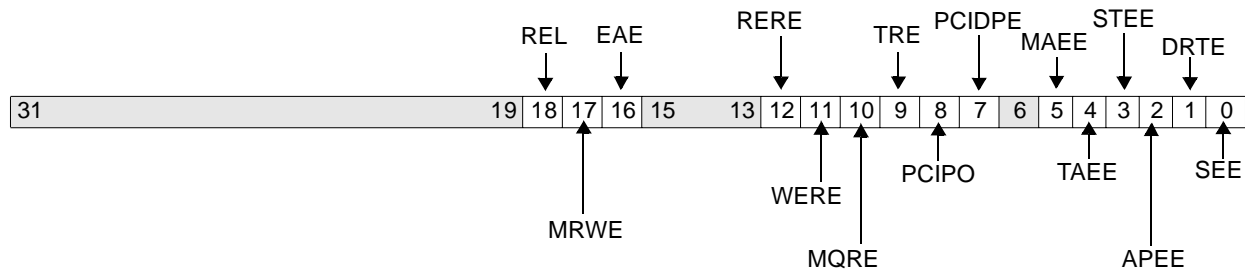 REL EAE RERE TRE PCIDPE MAEE STEE DRTE
31 19 18 17 16 15 13 12 11 10 9 8 7 6 5 4 3 2 1 0
MRWE WERE MQRE PCIPO TAEE APEE SEE